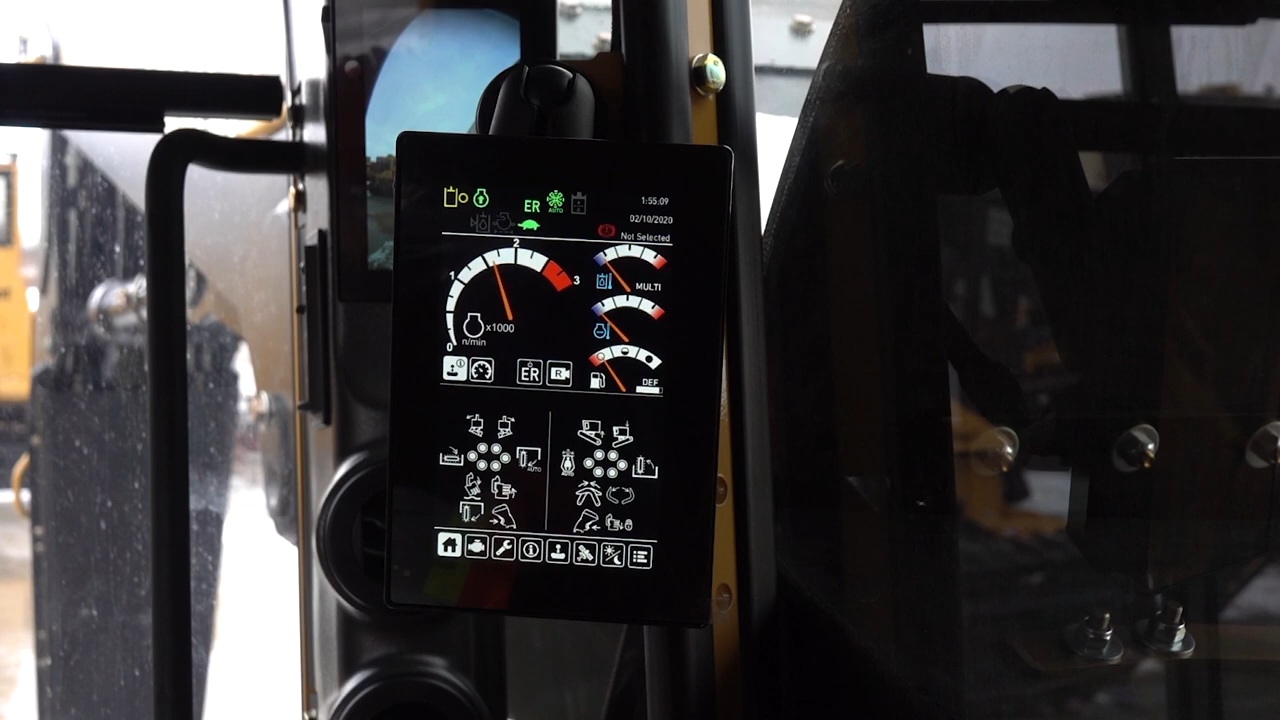 1:55:09
ER
AUTO
02/10/2020
Not Selected
2
1
3
MULTI
x1000
n/min
0
ER
R
DEF
AUTO
AUTO